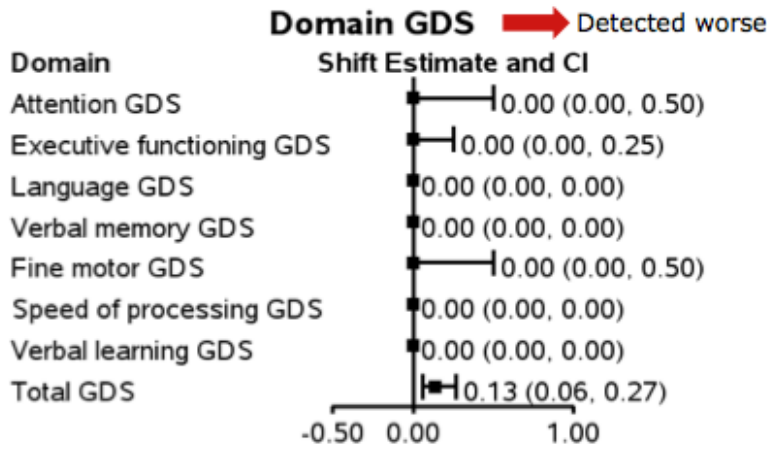 Domain GDS Detected worse
Domain Shift Estimate and CI
Attention GDS 0.00 (0.00, 0.50)
Executive functioning GDS 0.00 (0.00, 0.25)
Language GDS 0.00 (0.00, 0.00)
Verbal memory GDS 0.00 (0.00, 0.00)
Fine motor GDS 0.00 (0.00, 0.50)
Speed of processing GDS 0.00 (0.00, 0.00)
Verbal learning GDS 0.00 (0.00, 0.00)
Total GDS 0.13 (0.06, 0.27)
-0.50 0.00 1.00